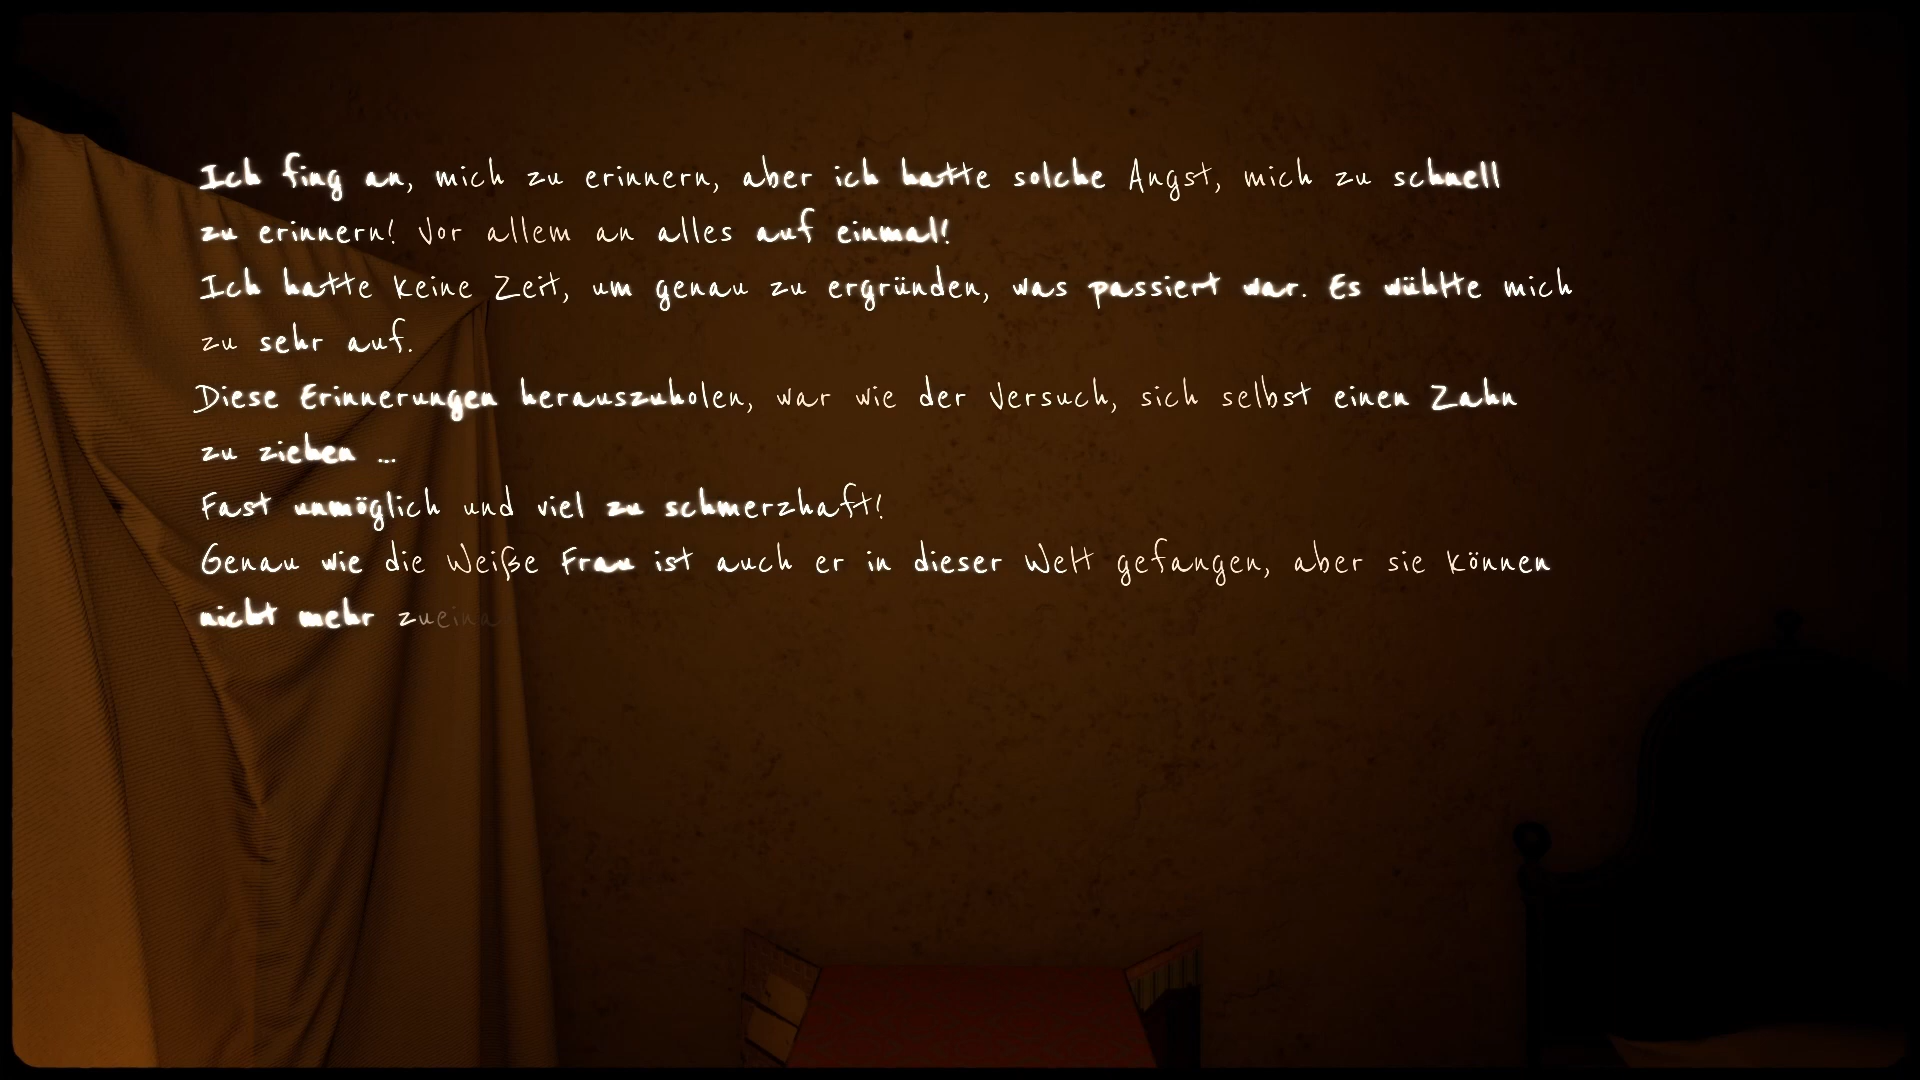 Ich fing an, mich zu erinnern, aber ich hatte solche Angst, mich zu schnell
zu erinnern! Vor allem an alles auf einmal!
Ich hatte keine Zeit, um genau zu ergründen, was passiert war. Es wühlte mich
zu sehr auf.
Diese Erinnerungen herauszuholen, war wie der Versuch, sich selbst einen Zahn
zu ziehen ...
Fast unmöglich und viel zu schmerzhaft!
Genau wie die Weiße Frau ist auch er in dieser Welt gefangen, aber sie können
nicht mehr zueina